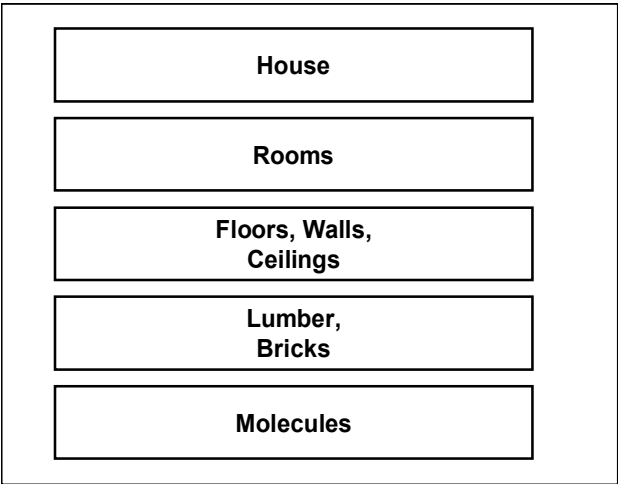 House
Rooms
Floors, Walls,
Ceilings
Lumber,
Bricks
Molecules